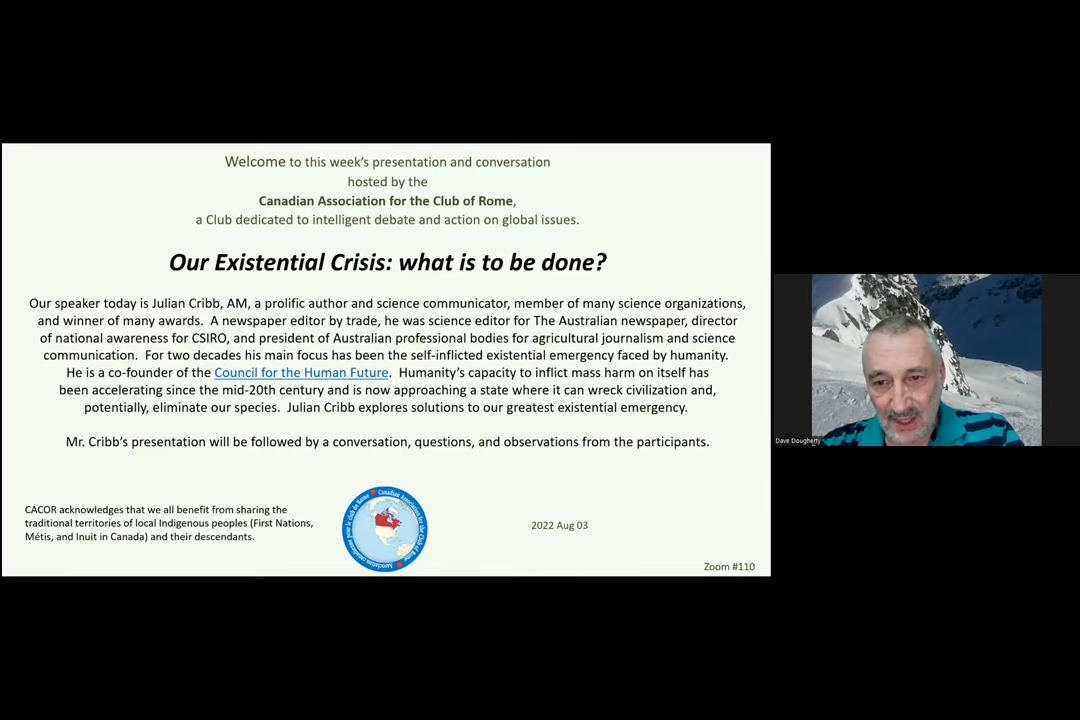 Welcome to this week's presentation and conversation
hosted by the
Canadian Association for the Club of Rome,
a Club dedicated to intelligent debate and action on global issues.
Our Existential Crisis: what is to be done?
Our speaker today is Julian Cribb, AM, a prolific author and science communicator, member of many science organizations,
and winner of many awards. A newspaper editor by trade, he was science editor for The Australian newspaper, director
of national awareness for CSIRO, and president of Australian professional bodies for agricultural journalism and science
communication. For two decades his main focus has been the self-inflicted existential emergency faced by humanity.
He is a co-founder of the Council for the Human Future. Humanity's capacity to inflict mass harm on itself has
been accelerating since the mid-20th century and is now approaching a state where it can wreck civilization and,
potentially, eliminate our species. Julian Cribb explores solutions to our greatest existential emergency.
Mr. Cribb's presentation will be followed by a conversation, questions, and observations from the participants.
CACOR acknowledges that we all benefit from sharing the
traditional territories of local Indigenous peoples (First Nations,
Métis, and Inuit in Canada) and their descendants.
Canadian Association for the Club of Rome
Association canadienne pour le club de Rome
2022 Aug 03
Zoom #110
Dave Dougherty